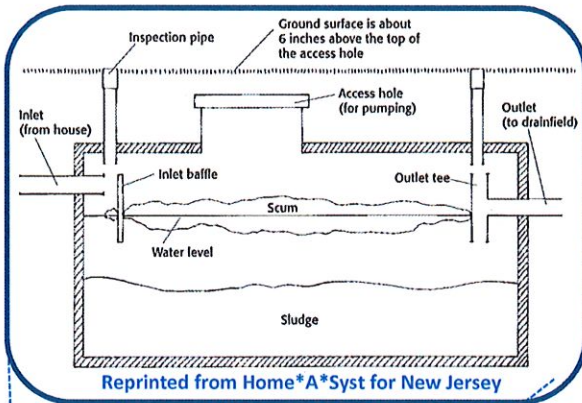 Ground surface is about
6 inches above the top of
the access hole
Inspection pipe
Access hole
(for pumping)
Inlet
(from house)
Outlet
(to drainfield)
Inlet baffle
Outlet tee
Scum
Water level
Sludge
Reprinted from Home*A*Syst for New Jersey